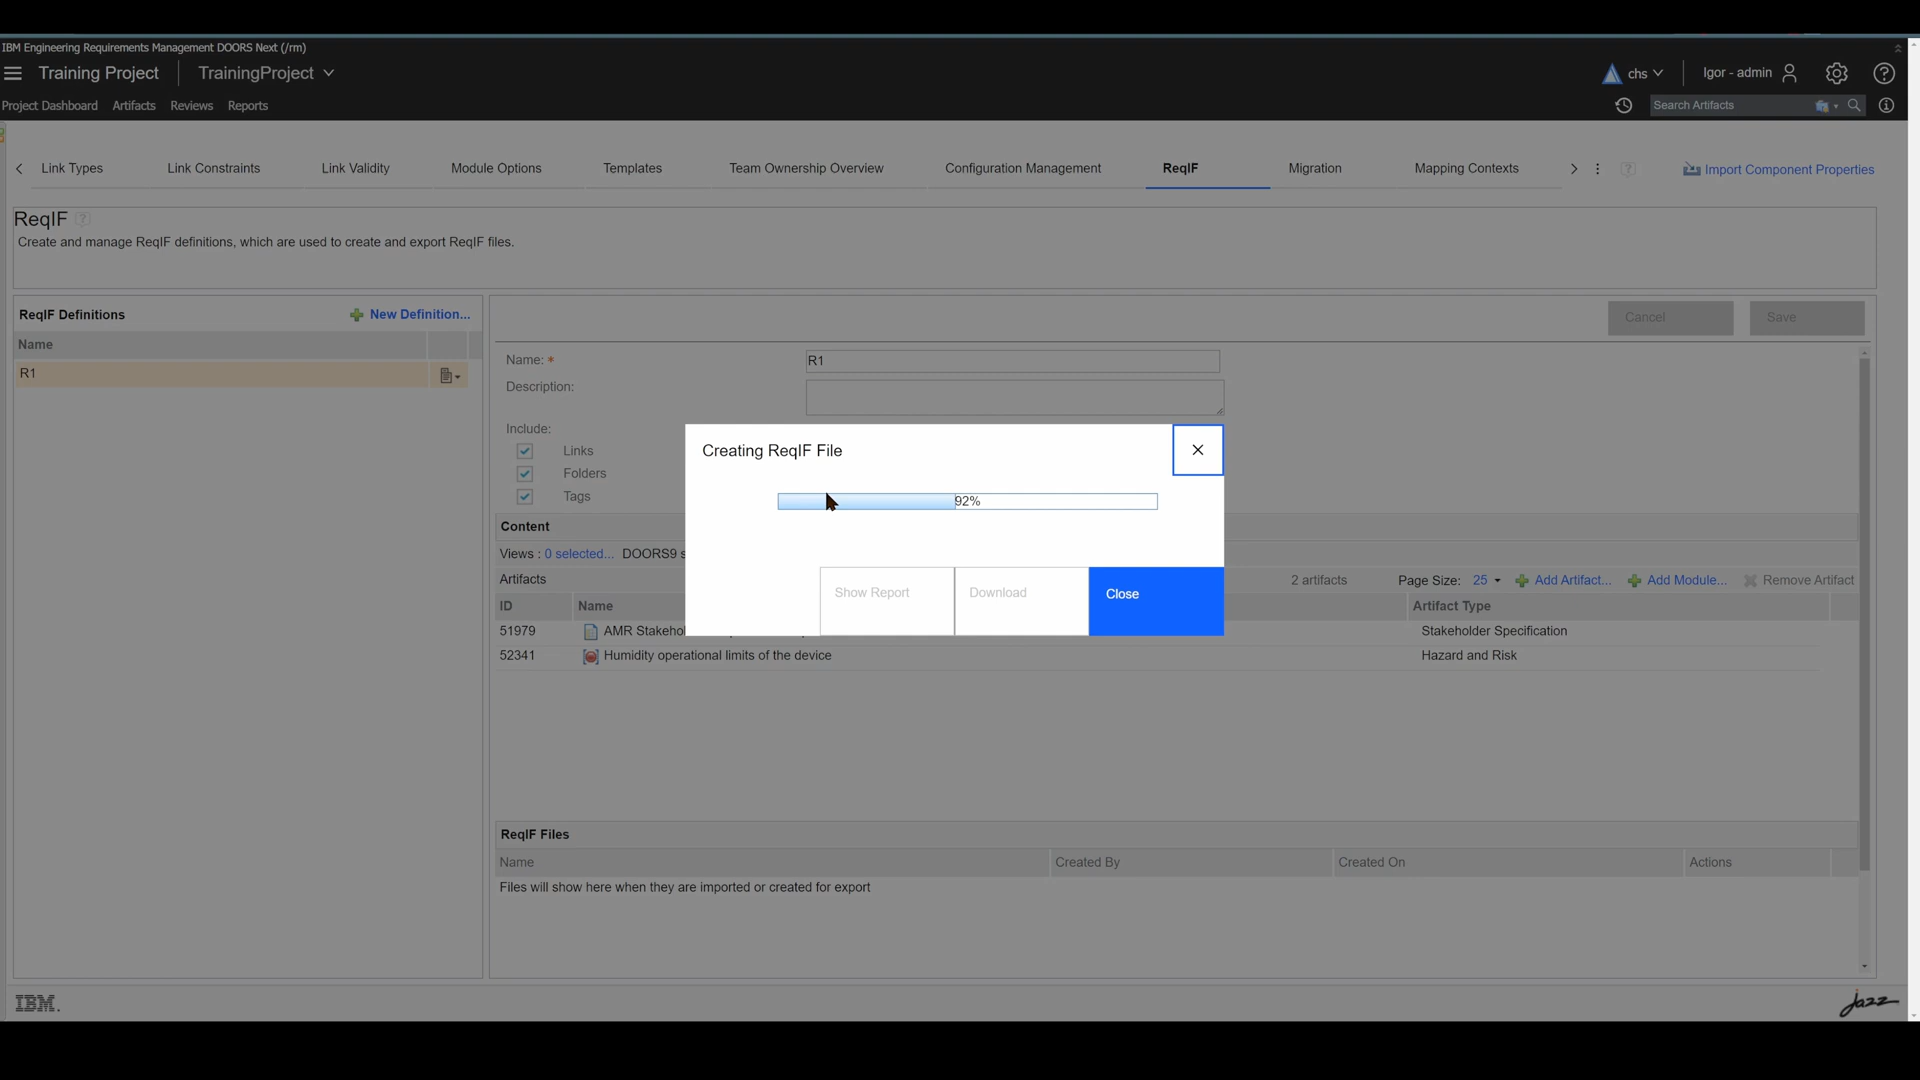 IBM Engineering Requirements Management DOORS Next (/rm)
Training Project TrainingProject
chs Igor - admin
Project Dashboard Artifacts Reviews Reports
Search Artifacts
Link Types Link Constraints Link Validity Module Options Templates Team Ownership Overview Configuration Management ReqIF Migration Mapping Contexts Import Component Properties
ReqIF
Create and manage ReqIF definitions, which are used to create and export ReqIF files.
ReqIF Definitions New Definition...
Name
R1
Cancel Save
Name: * R1
Description:
Include:
Links
Folders
Tags
Creating ReqIF File
92%
Show Report Download Close
Content
Views : 0 selected... DOORS9
Artifacts 2 artifacts Page Size: 25 Add Artifact... Add Module... Remove Artifact
ID Name Artifact Type
51979 AMR Stakehol Stakeholder Specification
52341 Humidity operational limits of the device Hazard and Risk
ReqIF Files
Name Created By Created On Actions
Files will show here when they are imported or created for export
IBM. jazz